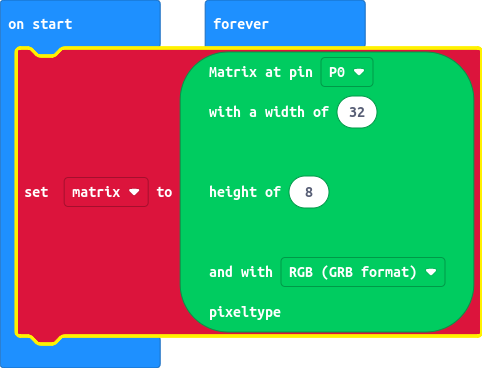 on start
forever
Matrix at pin P0
with a width of 32
set matrix to
height of 8
and with RGB (GRB format)
pixeltype